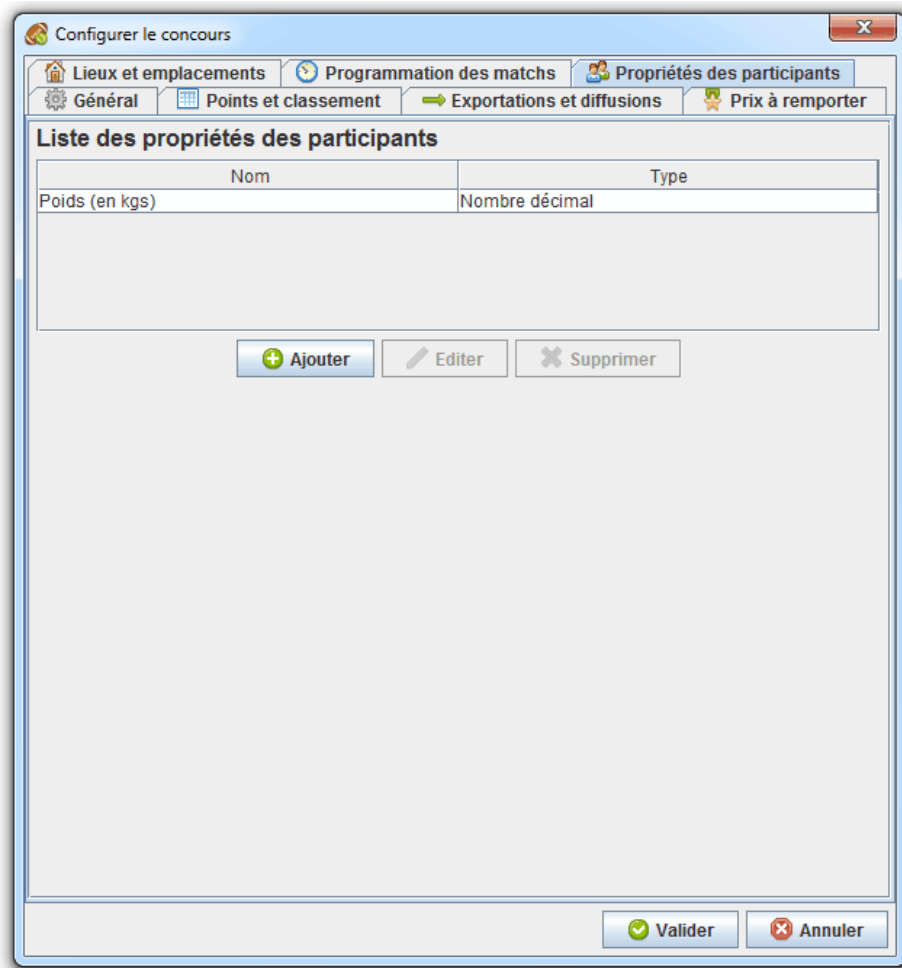 Configurer le concours
Lieux et emplacements Programmation des matchs Propriétés des participants
Général Points et classement Exportations et diffusions Prix à remporter
Liste des propriétés des participants
Nom Type
Poids (en kgs) Nombre décimal
Ajouter Editer Supprimer
Valider Annuler